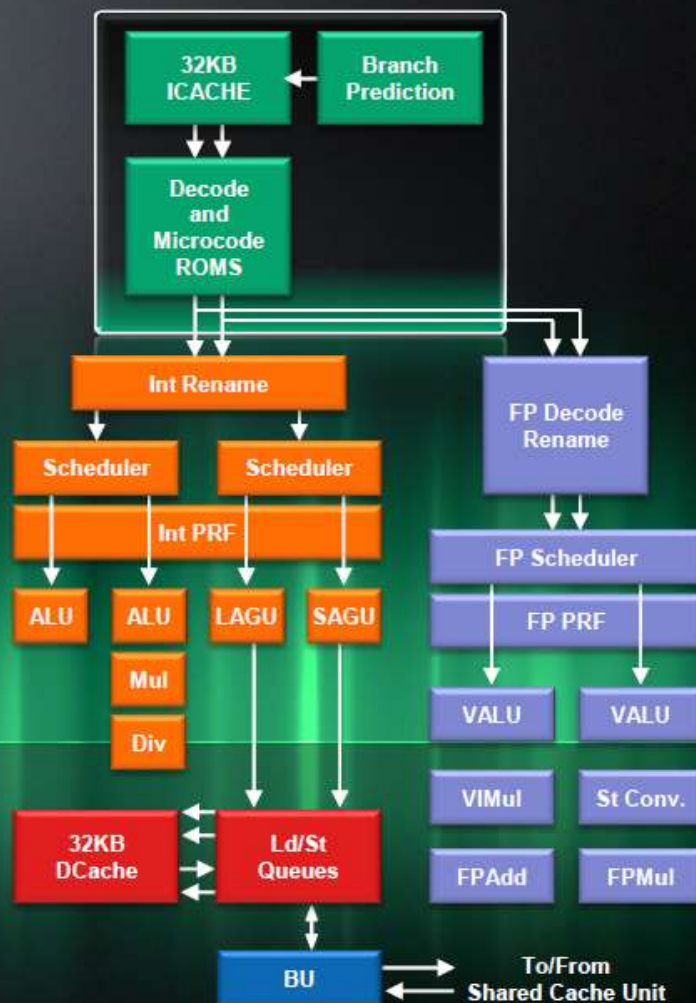 32KB
ICACHE
Branch
Prediction
Decode
and
Microcode
ROMS
Int Rename
FP Decode
Rename
Scheduler
Scheduler
Int PRF
FP Scheduler
FP PRF
ALU
ALU
LAGU
SAGU
Mul
Div
VALU
VALU
VIMul
St Conv.
FPAdd
FPMul
32KB
DCache
Ld/St
Queues
BU
To/From
Shared Cache Unit